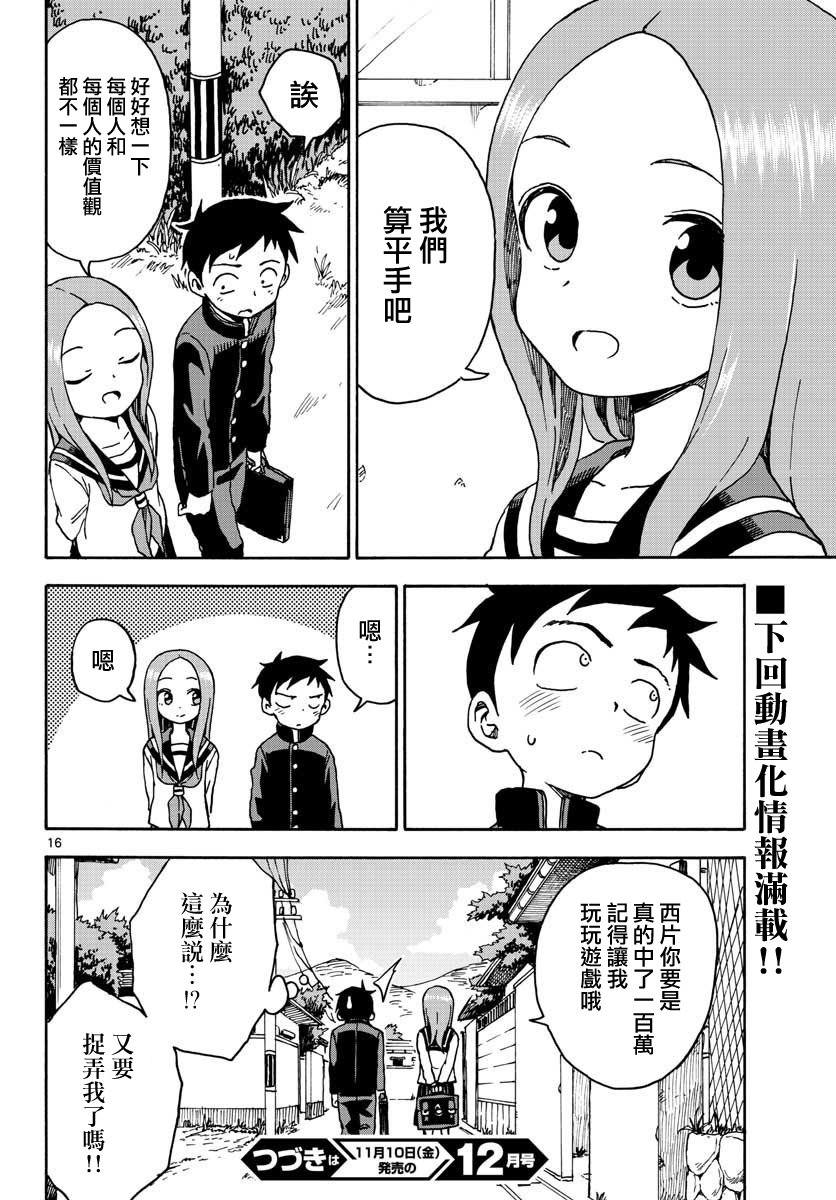 我們
算平手吧
誒
好好想一下
每個人和
每個人的價值觀
都不一樣
嗯…
嗯
■下回動畫化情報滿載!!
16
西片你要是
真的中了一百萬
記得讓我
玩玩遊戲哦
為什麼
這麼說…!?
又要
捉弄我了嗎!!
つづきは
11月10日(金)
発売の
12月号